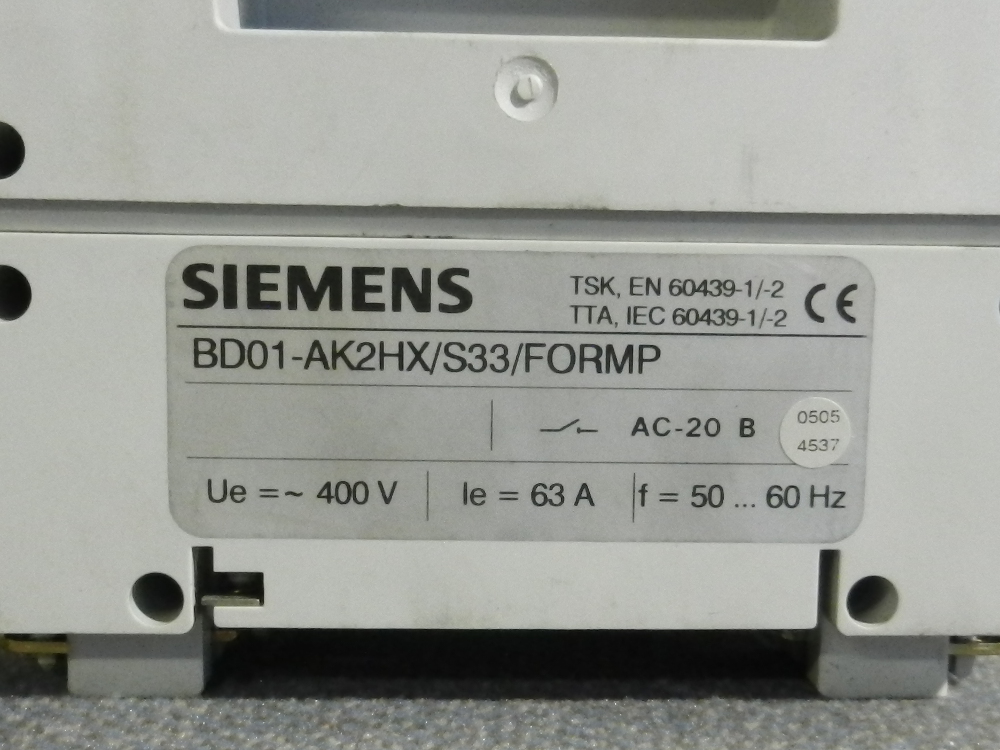 SIEMENS
TSK, EN 60439-1/-2
TTA, IEC 60439-1/-2
CE
BD01-AK2HX/S33/FORMP
AC-20 B
0505
4537
Ue =~ 400 V
Ie = 63 A
f = 50 ... 60 Hz